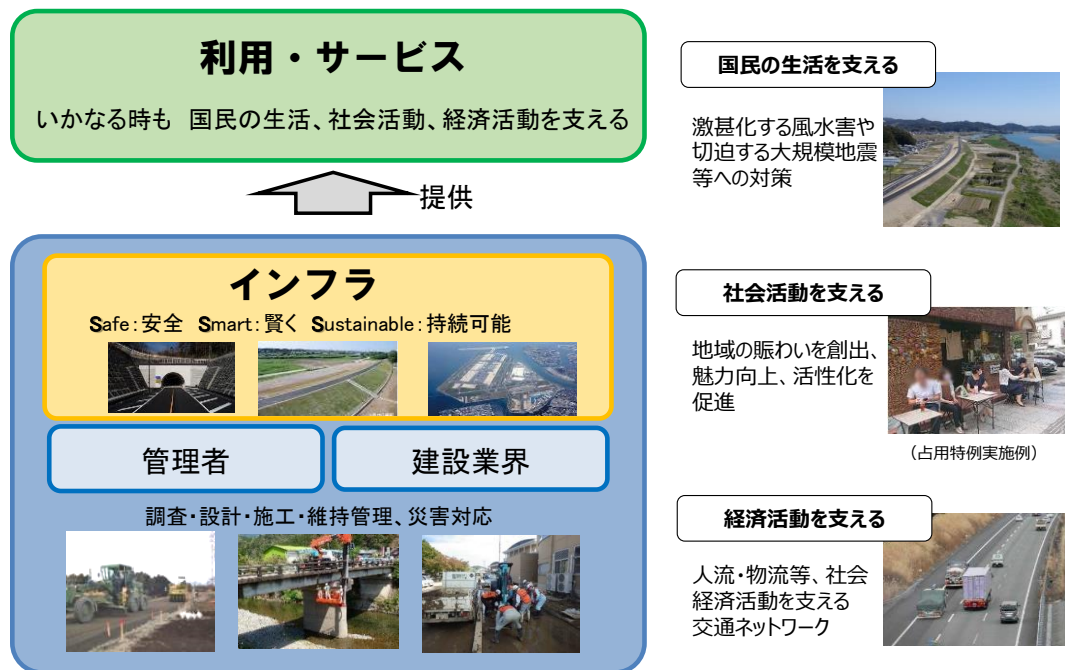 利用・サービス
いかなる時も 国民の生活、社会活動、経済活動を支える
提供
インフラ
Safe：安全 Smart：賢く Sustainable：持続可能
管理者
建設業界
調査・設計・施工・維持管理、災害対応
国民の生活を支える
激甚化する風水害や
切迫する大規模地震
等への対策
社会活動を支える
地域の賑わいを創出、
魅力向上、活性化を
促進
（占用特例実施例）
経済活動を支える
人流・物流等、社会
経済活動を支える
交通ネットワーク